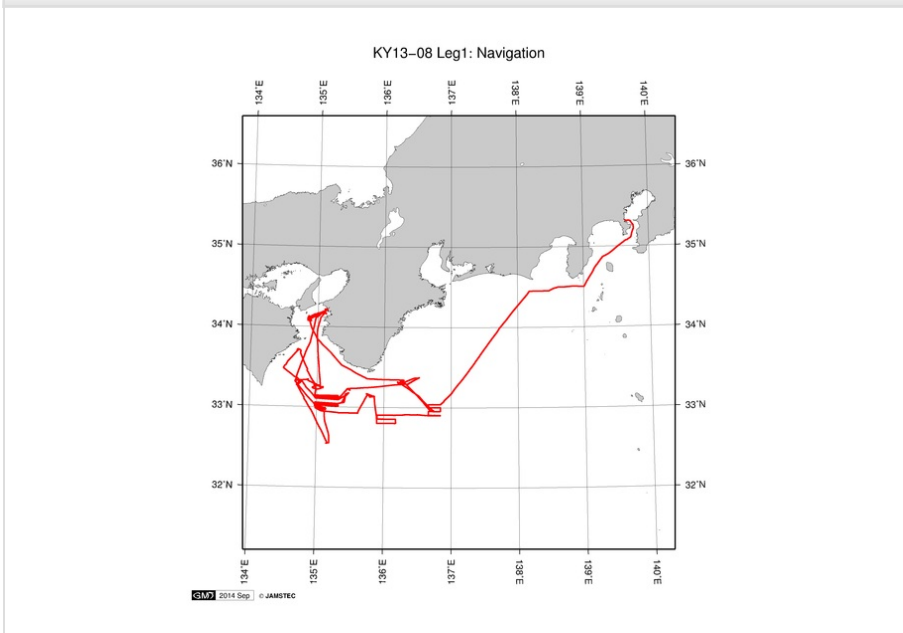 KY13−08 Leg1: Navigation
134˚E 135˚E 136˚E 137˚E 138˚E 139˚E 140˚E
36˚N 36˚N
35˚N 35˚N
34˚N 34˚N
33˚N 33˚N
32˚N 32˚N
134˚E 135˚E 136˚E 137˚E 138˚E 139˚E 140˚E
GMT 2014 Sep © JAMSTEC